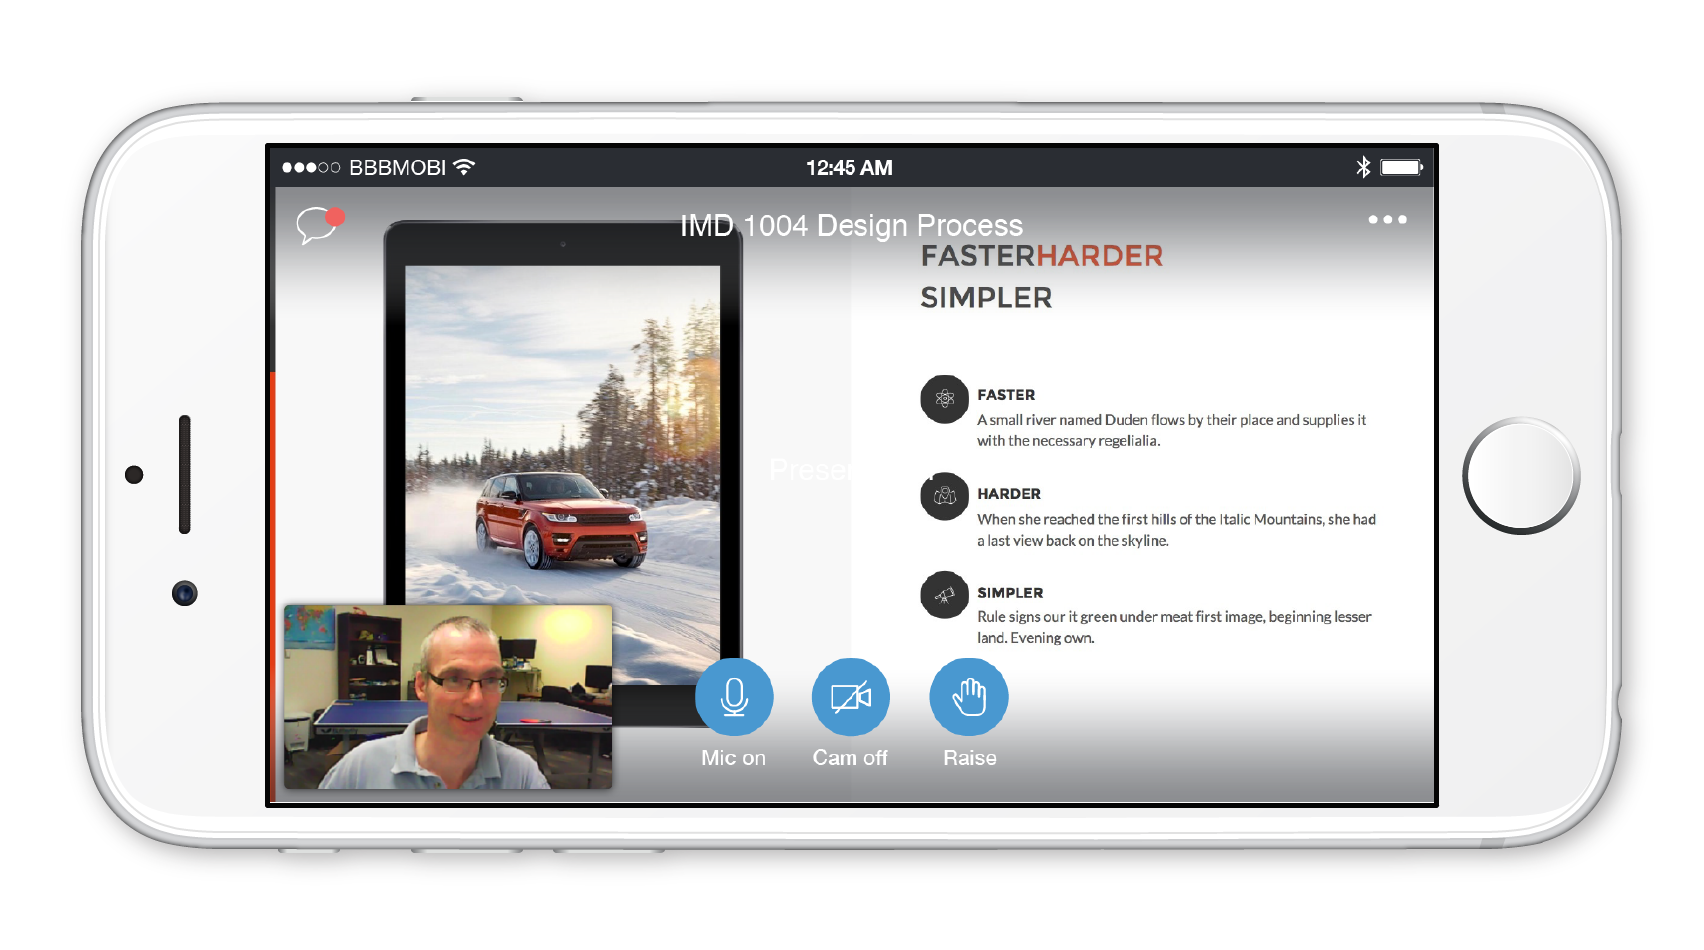 BBBMOBI
12:45 AM
IMD 1004 Design Process
FASTERHARDER
SIMPLER
FASTER
A small river named Duden flows by their place and supplies it
with the necessary regelialia.
HARDER
When she reached the first hills of the Italic Mountains, she had
a last view back on the skyline.
SIMPLER
Rule signs our it green under meat first image, beginning lesser
land. Evening own.
Mic on
Cam off
Raise